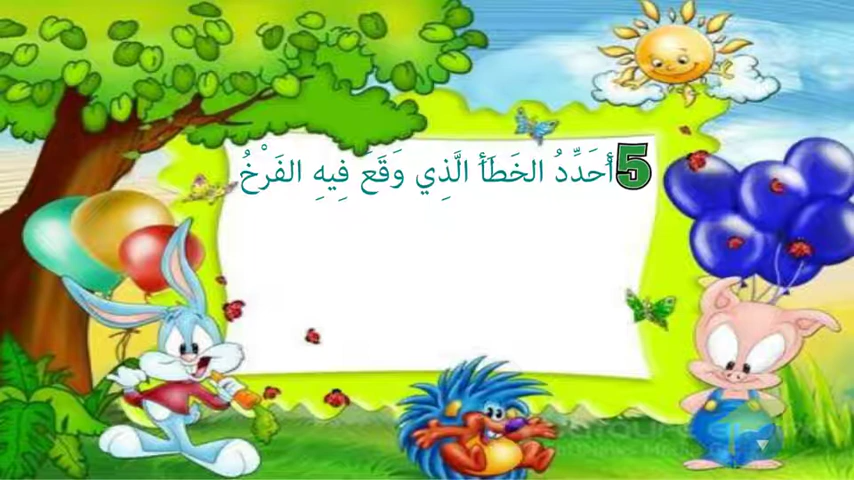 5 أُحَدِّدُ الخَطَأَ الَّذِي وَقَعَ فِيهِ الفَرْخُ